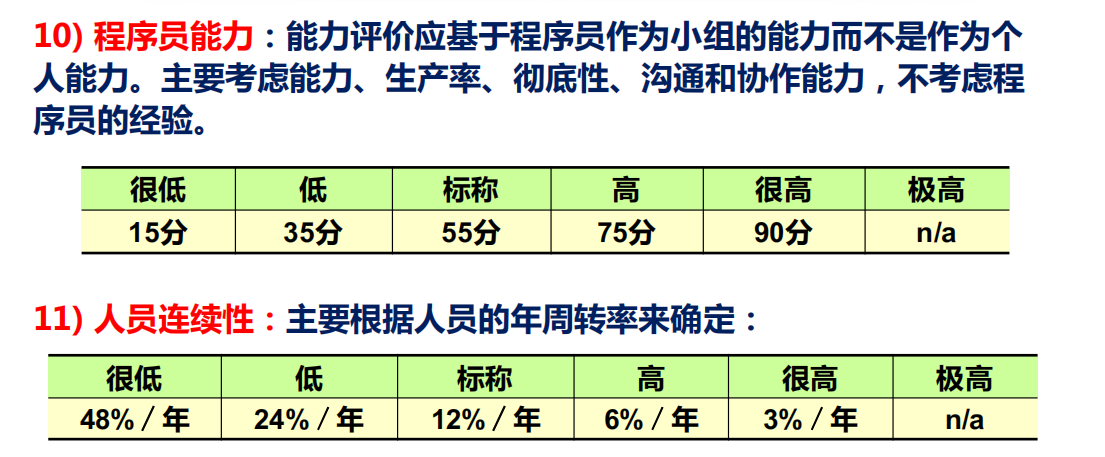 10) 程序员能力：能力评价应基于程序员作为小组的能力而不是作为个
人能力。主要考虑能力、生产率、彻底性、沟通和协作能力，不考虑程
序员的经验。
很低 低 标称 高 很高 极高
15分 35分 55分 75分 90分 n/a
11) 人员连续性：主要根据人员的年周转率来确定：
很低 低 标称 高 很高 极高
48%／年 24%／年 12%／年 6%／年 3%／年 n/a